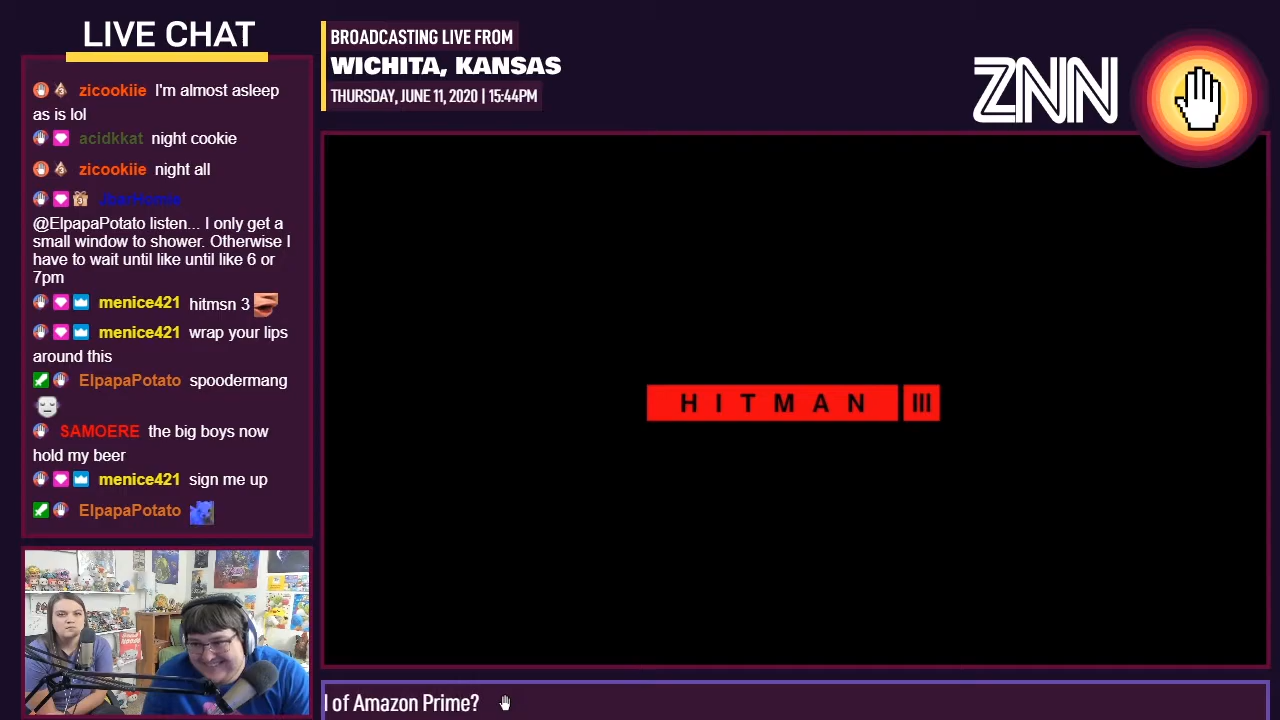 LIVE CHAT
zicookiie I'm almost asleep
as is lol
acidkkat night cookie
zicookiie night all
JbarHomie
@ElpapaPotato listen... I only get a
small window to shower. Otherwise I
have to wait until like until like 6 or
7pm
menice421 hitmsn 3
menice421 wrap your lips
around this
ElpapaPotato spoodermang
SAMOERE the big boys now
hold my beer
menice421 sign me up
ElpapaPotato
BROADCASTING LIVE FROM
WICHITA, KANSAS
THURSDAY, JUNE 11, 2020 | 15:44PM
ZNN
HITMAN III
l of Amazon Prime?